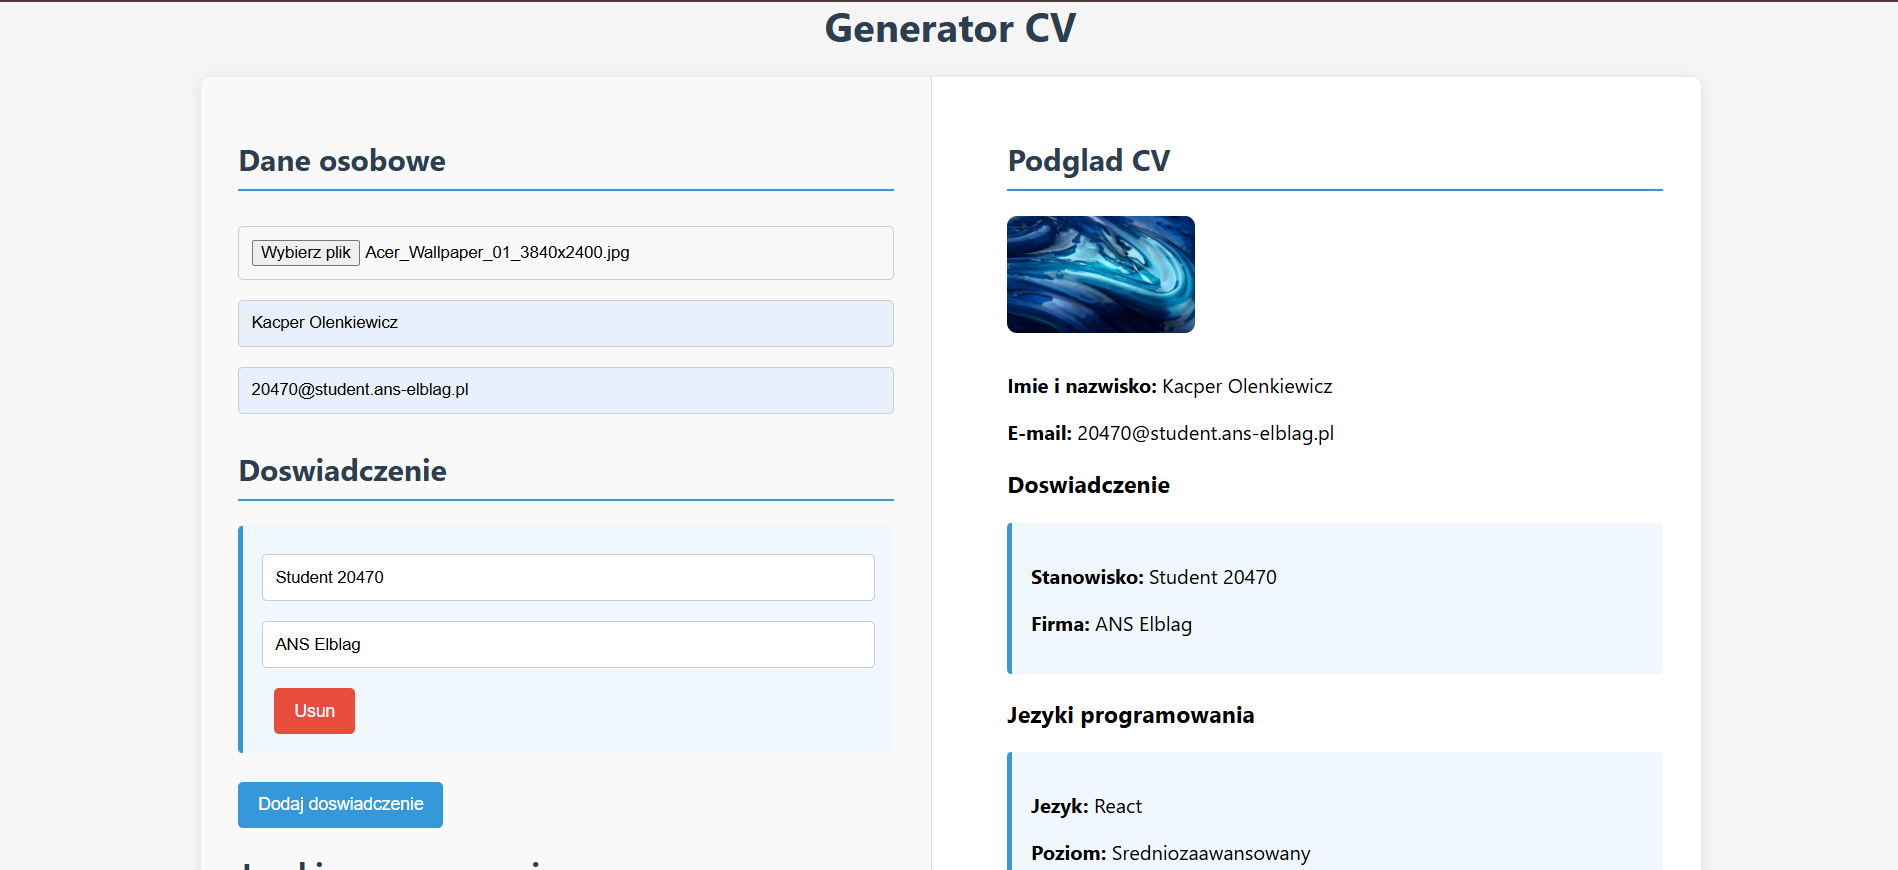 Generator CV
Dane osobowe
Wybierz plik Acer_Wallpaper_01_3840x2400.jpg
Kacper Olenkiewicz
20470@student.ans-elblag.pl
Doswiadczenie
Student 20470
ANS Elblag
Usun
Dodaj doswiadczenie
Podglad CV
Imie i nazwisko: Kacper Olenkiewicz
E-mail: 20470@student.ans-elblag.pl
Doswiadczenie
Stanowisko: Student 20470
Firma: ANS Elblag
Jezyki programowania
Jezyk: React
Poziom: Sredniozaawansowany